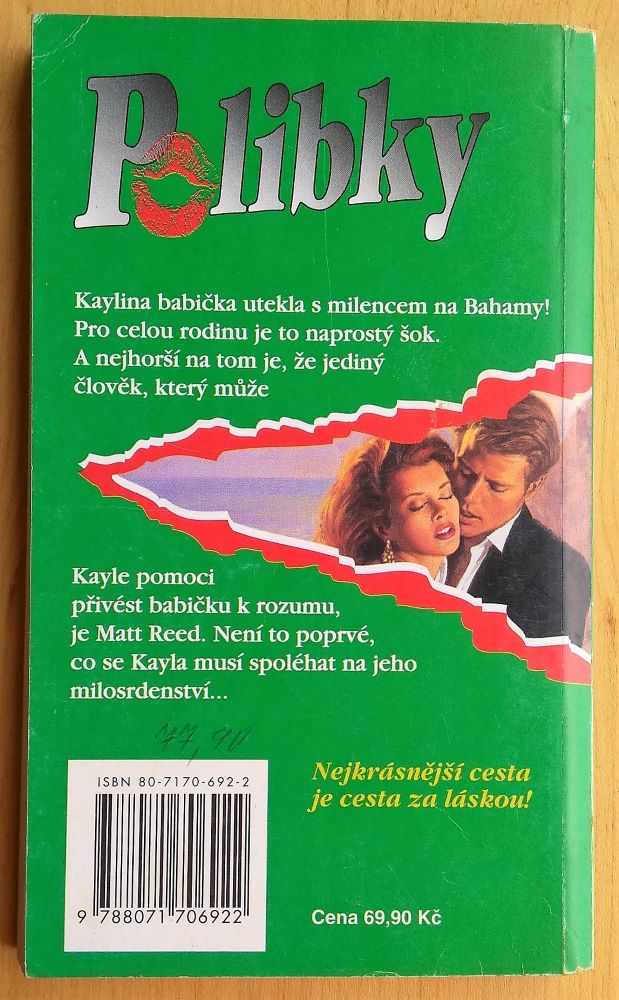 Polibky
Kaylina babička utekla s milencem na Bahamy!
Pro celou rodinu je to naprostý šok.
A nejhorší na tom je, že jediný
člověk, který může
Kayle pomoci
přivést babičku k rozumu,
je Matt Reed. Není to poprvé,
co se Kayla musí spoléhat na jeho
milosrdenství...
77,90
ISBN 80-7170-692-2
9 788071 706922
Nejkrásnější cesta
je cesta za láskou!
Cena 69,90 Kč